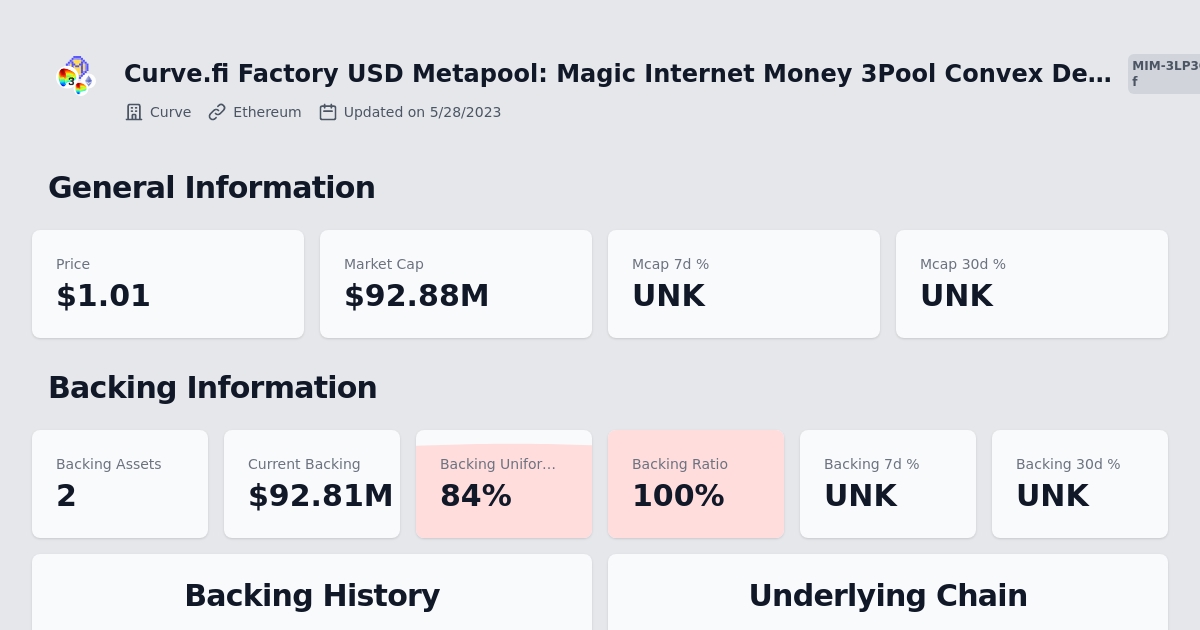 Curve.fi Factory USD Metapool: Magic Internet Money 3Pool Convex De…
f
Curve Ethereum Updated on 5/28/2023
General Information
Price
$1.01
Market Cap
$92.88M
Mcap 7d %
UNK
Mcap 30d %
UNK
Backing Information
Backing Assets
2
Current Backing
$92.81M
Backing Unifor…
84%
Backing Ratio
100%
Backing 7d %
UNK
Backing 30d %
UNK
Backing History
Underlying Chain